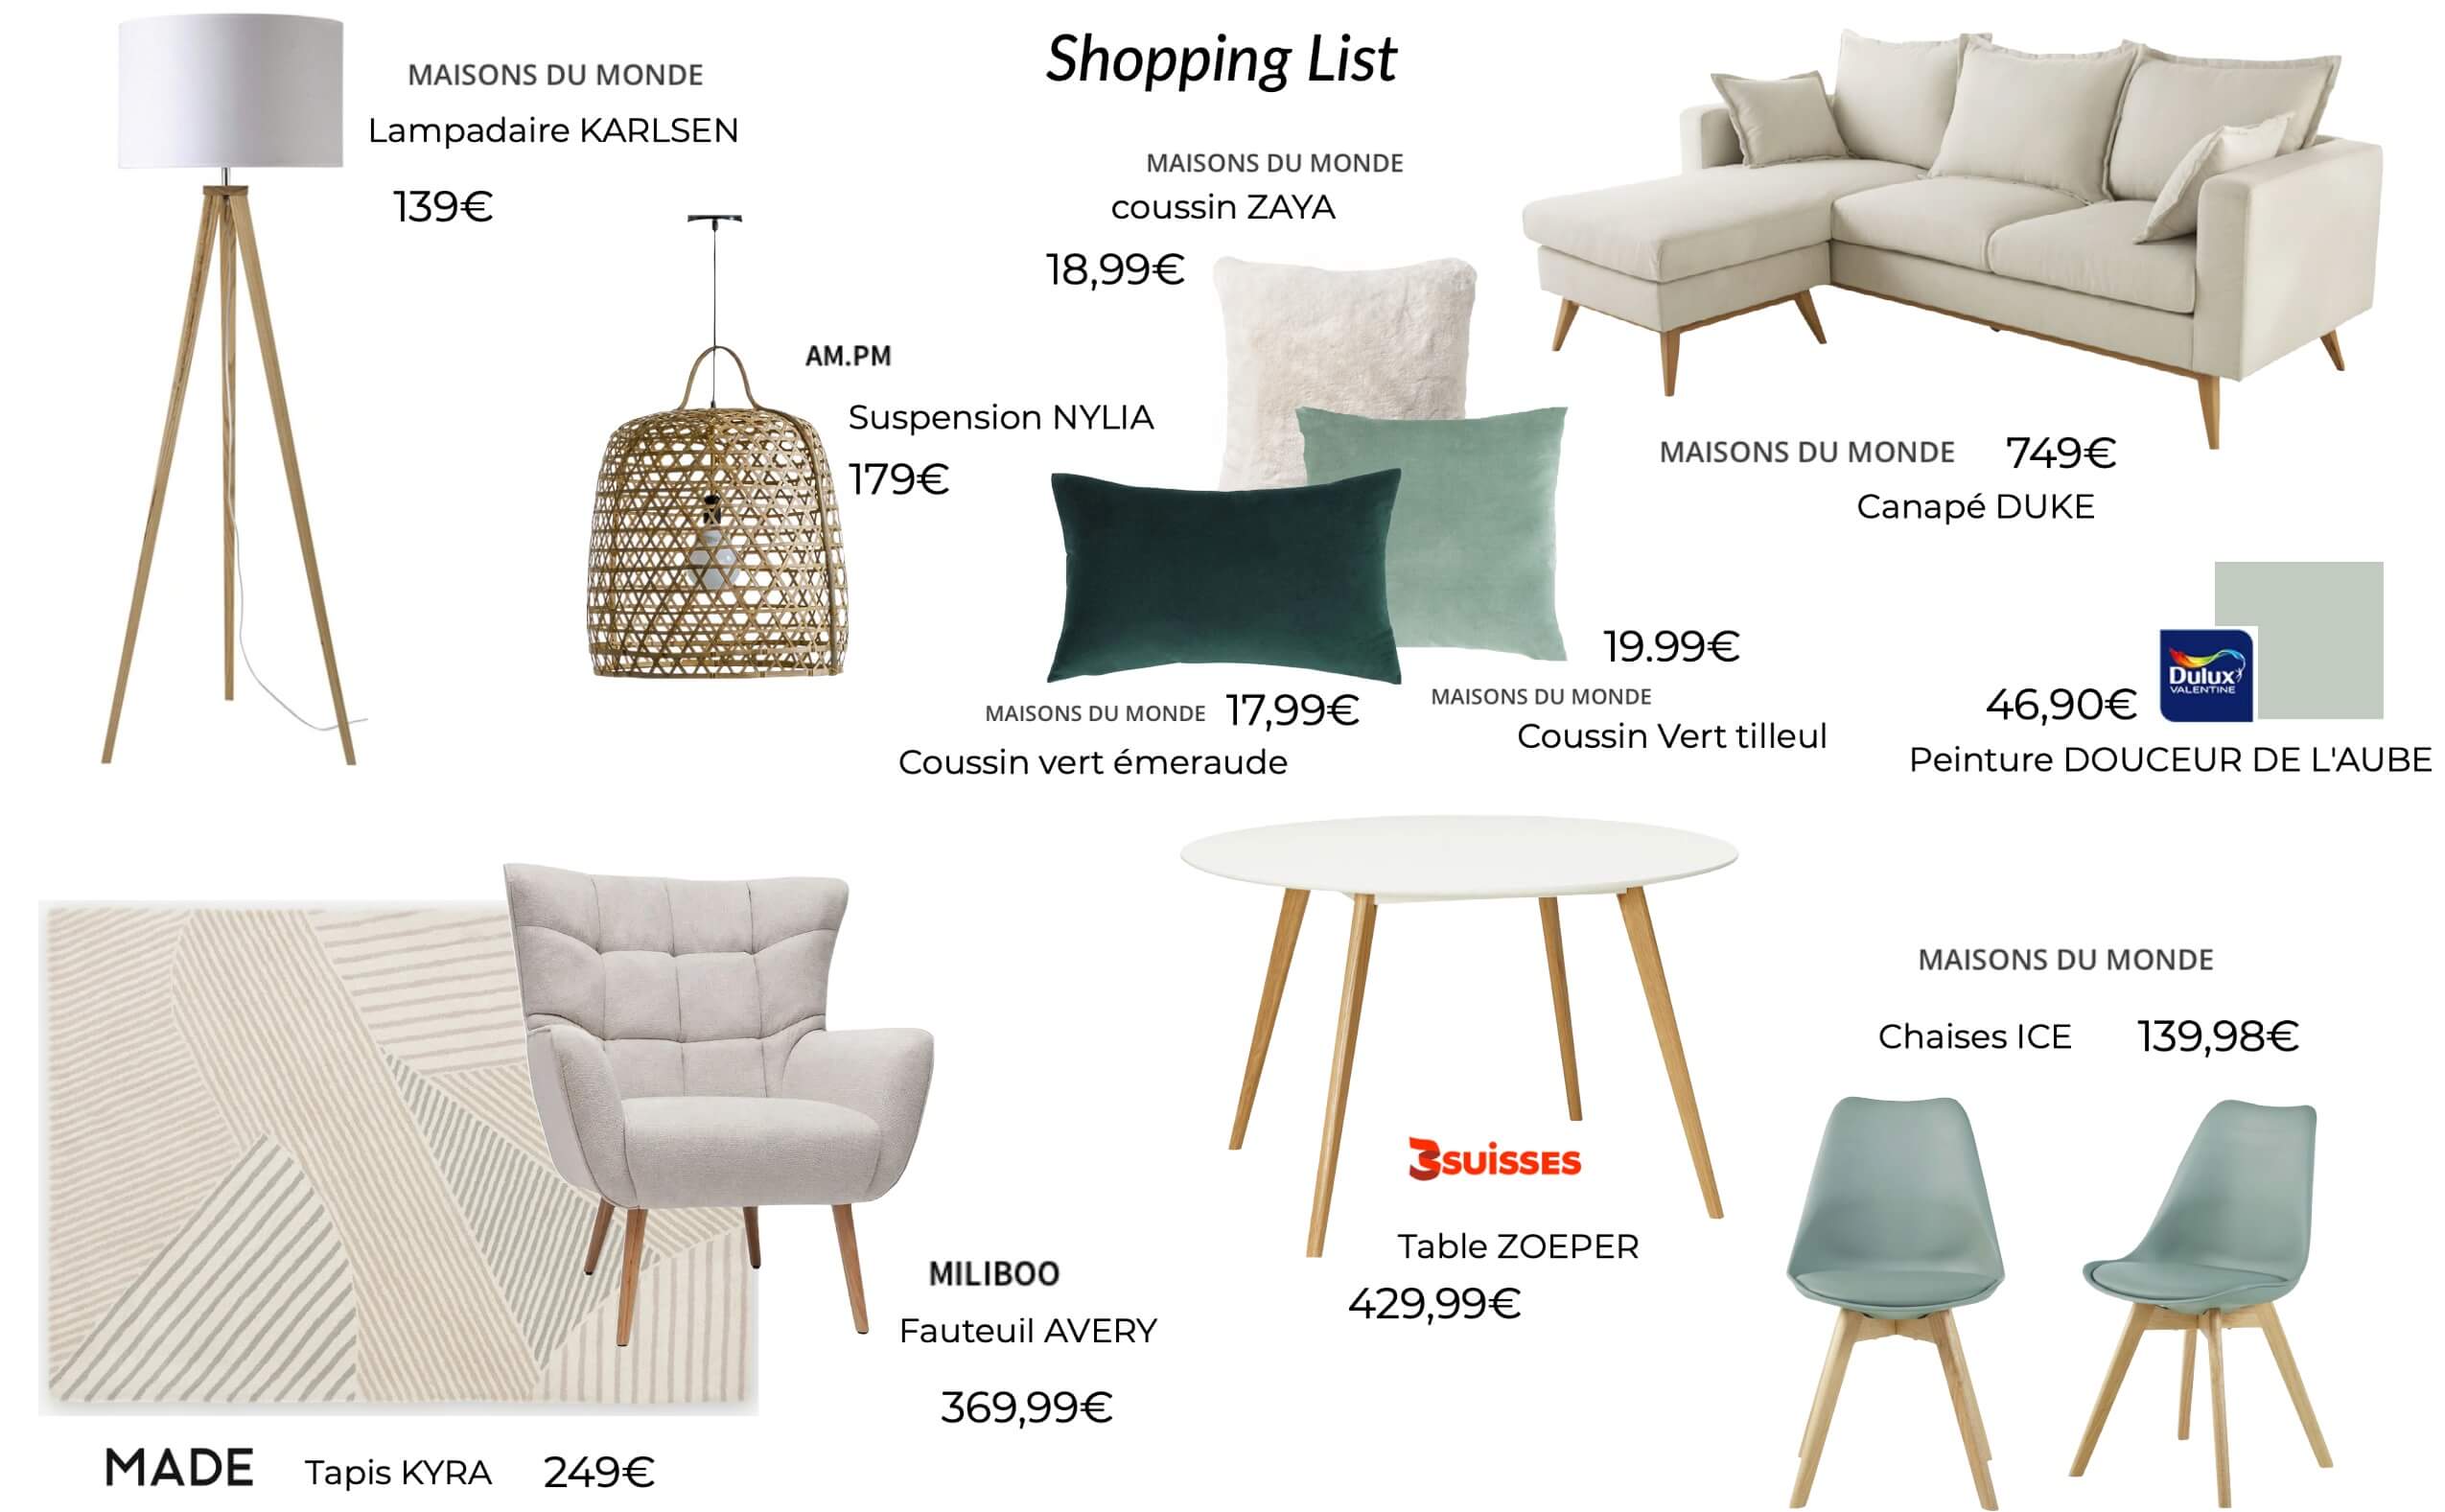 Shopping List
MAISONS DU MONDE
Lampadaire KARLSEN
139€
AM.PM
Suspension NYLIA
179€
MAISONS DU MONDE
coussin ZAYA
18,99€
MAISONS DU MONDE 17,99€
Coussin vert émeraude
19.99€
MAISONS DU MONDE
Coussin Vert tilleul
MAISONS DU MONDE 749€
Canapé DUKE
46,90€
Dulux
VALENTINE
Peinture DOUCEUR DE L'AUBE
MADE Tapis KYRA 249€
MILIBOO
Fauteuil AVERY
369,99€
3SUISSES
Table ZOEPER
429,99€
MAISONS DU MONDE
Chaises ICE 139,98€